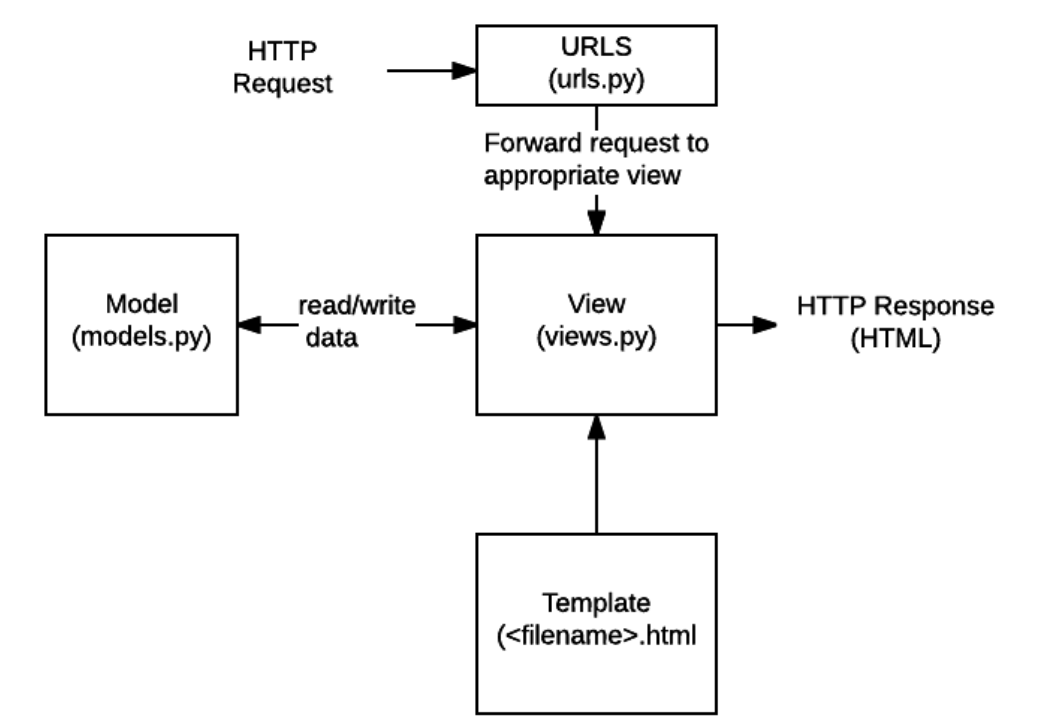 HTTP
Request
URLS
(urls.py)
Forward request to
appropriate view
Model
(models.py)
read/write
data
View
(views.py)
HTTP Response
(HTML)
Template
(<filename>.html